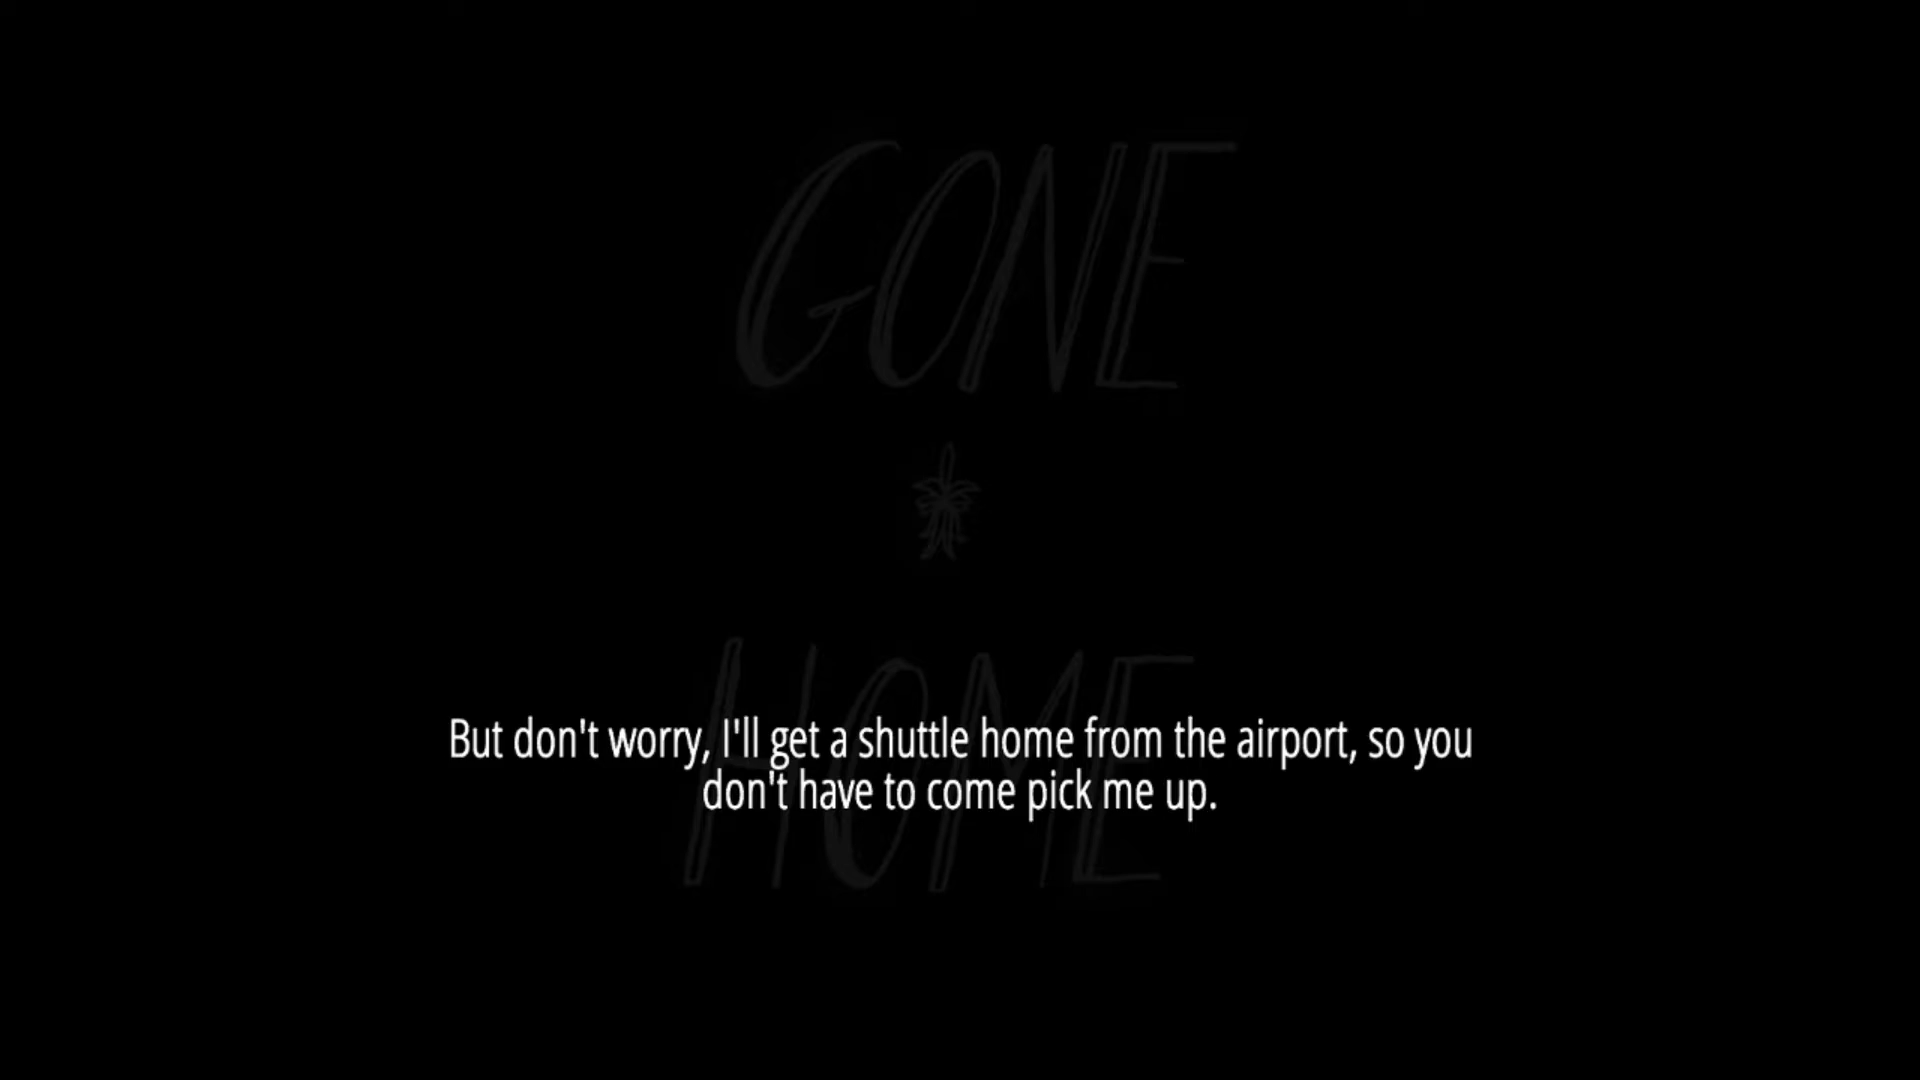 GONE
HOME
But don't worry, I'll get a shuttle home from the airport, so you
don't have to come pick me up.